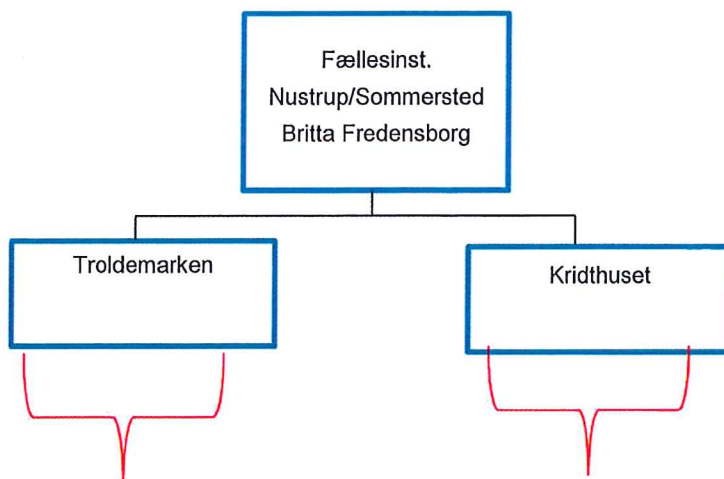 Fællesinst.
Nustrup/Sommersted
Britta Fredensborg
Troldemarken
Kridthuset